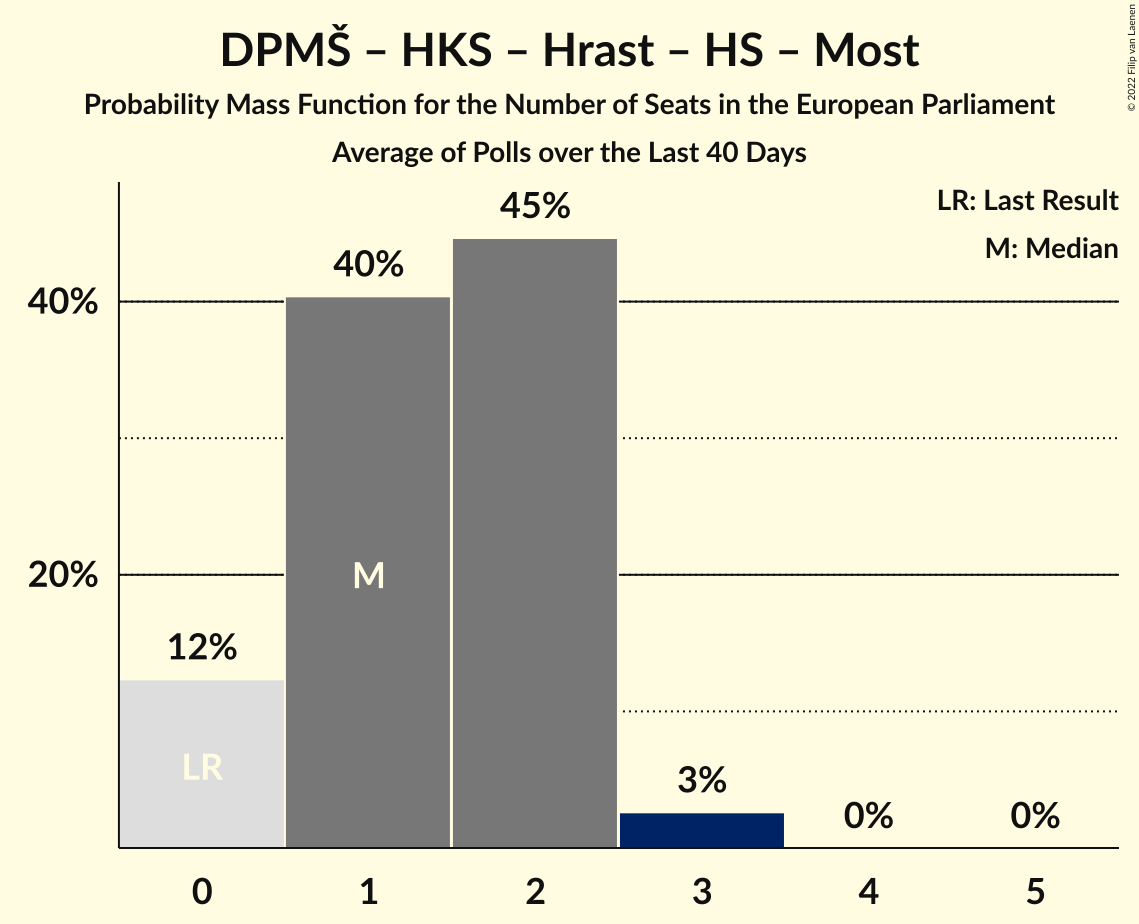 DPMŠ – HKS – Hrast – HS – Most
Probability Mass Function for the Number of Seats in the European Parliament
Average of Polls over the Last 40 Days
© 2022 Filip van Laenen
LR: Last Result
M: Median
45%
40%
40%
20%
12%
3%
0%
0%
M
LR
0
1
2
3
4
5